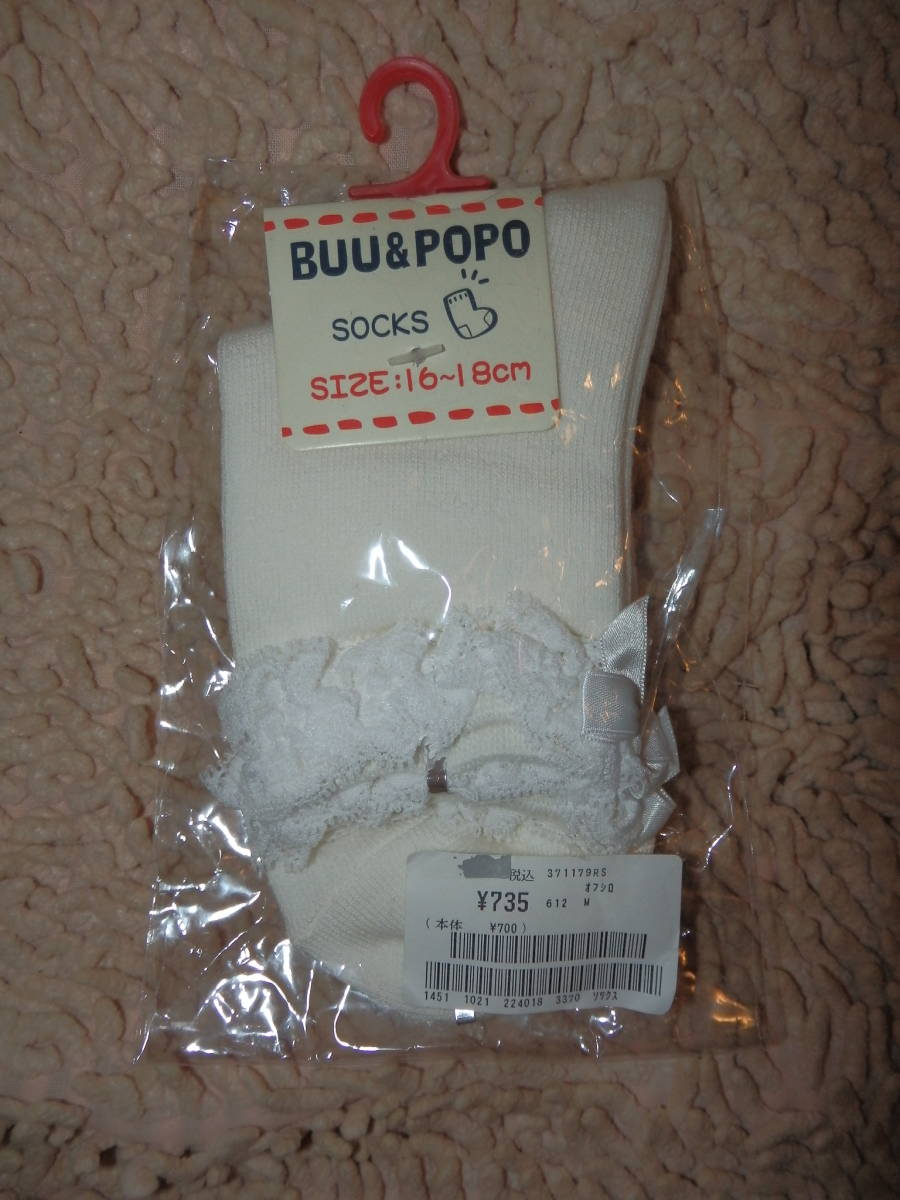 BUU&POPO
SOCKS
SIZE:16~18cm
税込 371179RS
オフシロ
¥735 612 M
(本体 ¥700)
1451 1021 224018 3370 ソックス